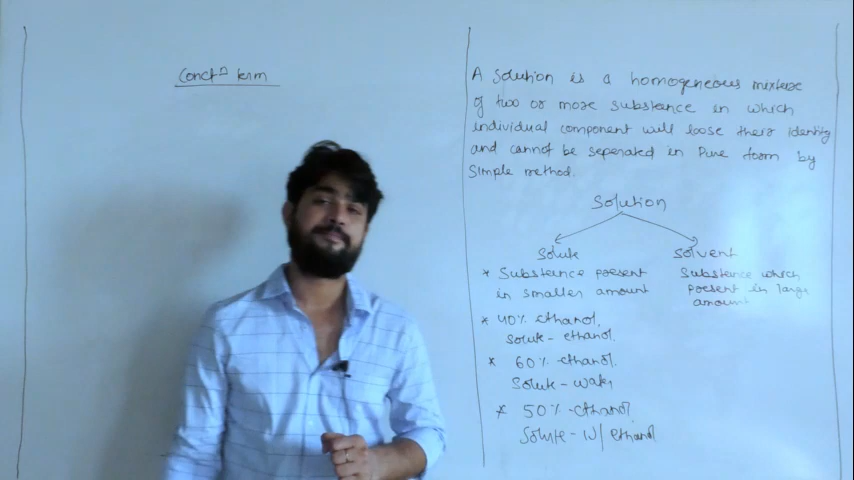 Conctⁿ term
A Solution is a homogeneous mixture
of two or more substance in which
individual component will loose their identity
and cannot be seperated in Pure form by
Simple method.
Solution
Solute
Solvent
* Substance present
in smaller amount
Substance which
present in large
amount
* 40% ethanol.
Solute - ethanol.
* 60% ethanol.
Solute - water
* 50% ethanol.
Solute - W/ethanol